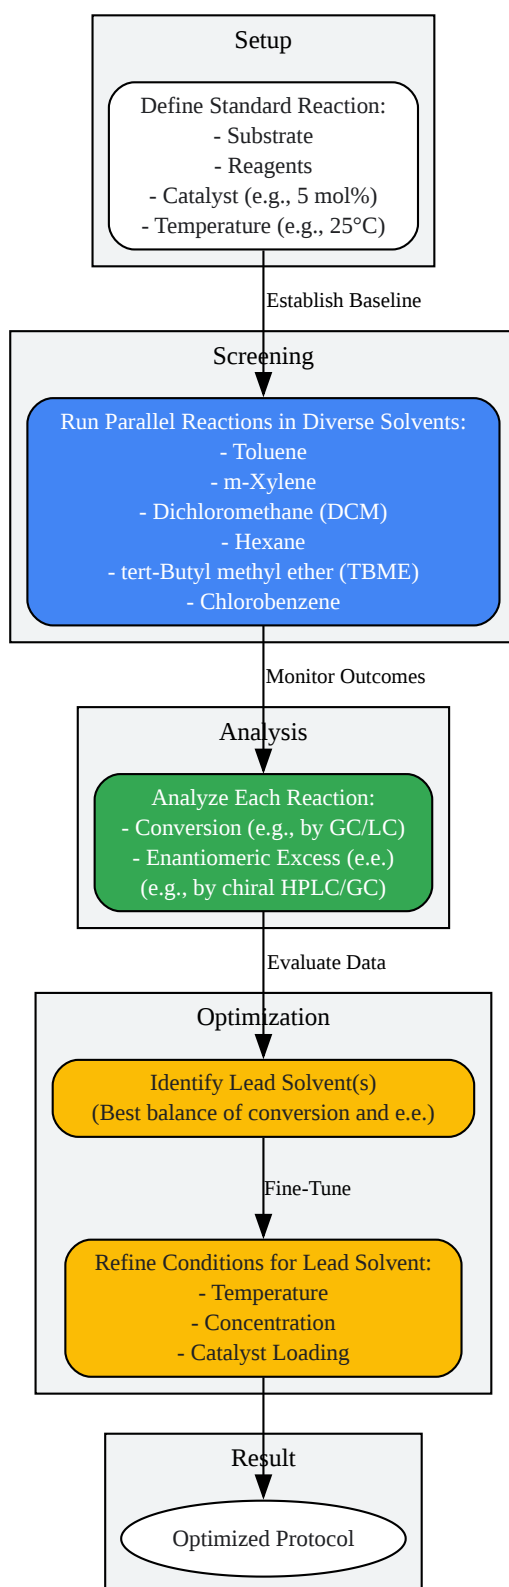 Setup
Define Standard Reaction:
- Substrate
- Reagents
- Catalyst (e.g., 5 mol%)
- Temperature (e.g., 25°C)
Establish Baseline
Screening
Run Parallel Reactions in Diverse Solvents:
- Toluene
- m-Xylene
- Dichloromethane (DCM)
- Hexane
- tert-Butyl methyl ether (TBME)
- Chlorobenzene
Monitor Outcomes
Analysis
Analyze Each Reaction:
- Conversion (e.g., by GC/LC)
- Enantiomeric Excess (e.e.)
(e.g., by chiral HPLC/GC)
Evaluate Data
Optimization
Identify Lead Solvent(s)
(Best balance of conversion and e.e.)
Fine-Tune
Refine Conditions for Lead Solvent:
- Temperature
- Concentration
- Catalyst Loading
Result
Optimized Protocol